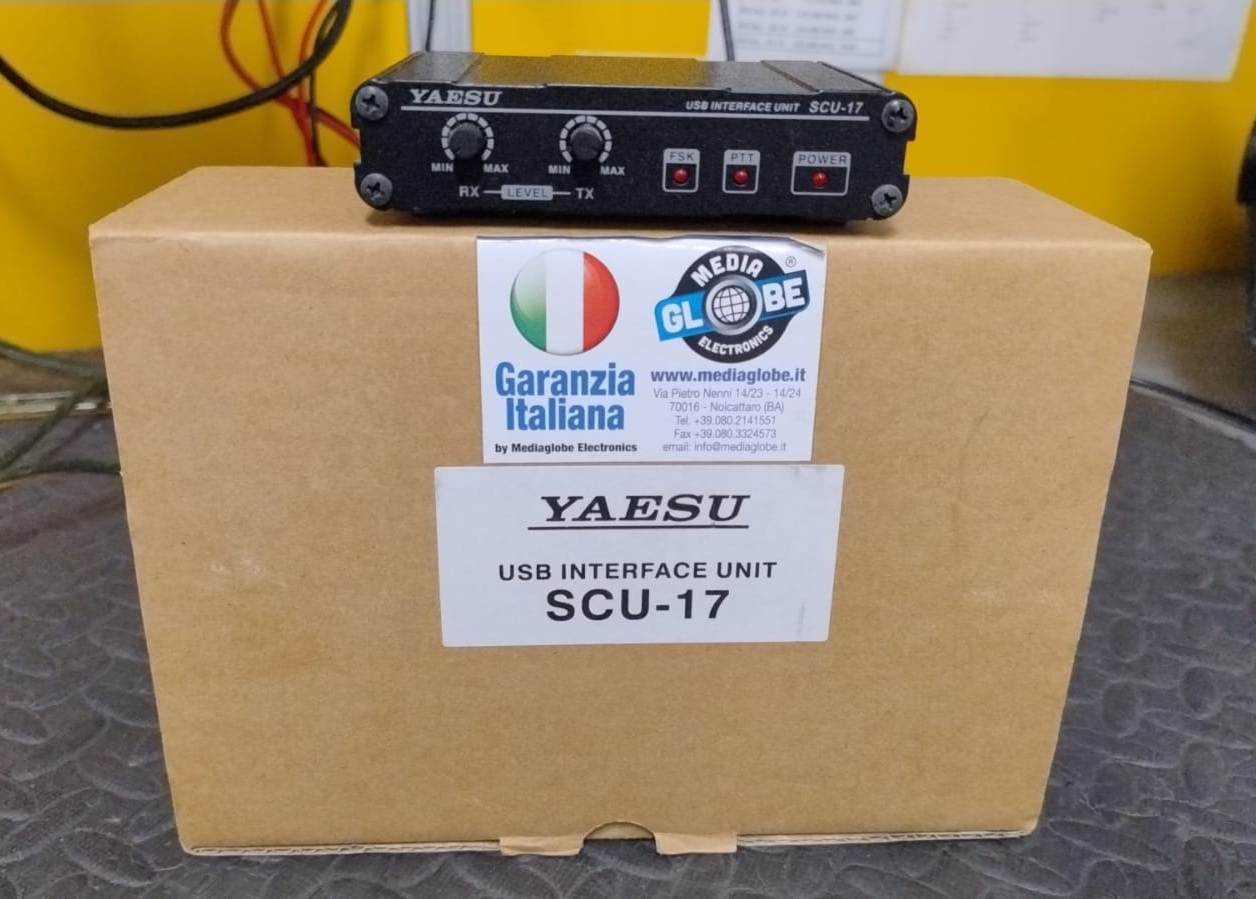 YAESU
USB INTERFACE UNIT SCU-17
MIN MAX MIN MAX
RX LEVEL TX
FSK PTT POWER
MEDIA
GLOBE
ELECTRONICS
®
Garanzia
Italiana
by Mediaglobe Electronics
www.mediaglobe.it
Via Pietro Nenni 14/23 - 14/24
70016 - Noicattaro (BA)
Tel. +39.080.2141551
Fax +39.080.3324573
email: info@mediaglobe.it
YAESU
USB INTERFACE UNIT
SCU-17